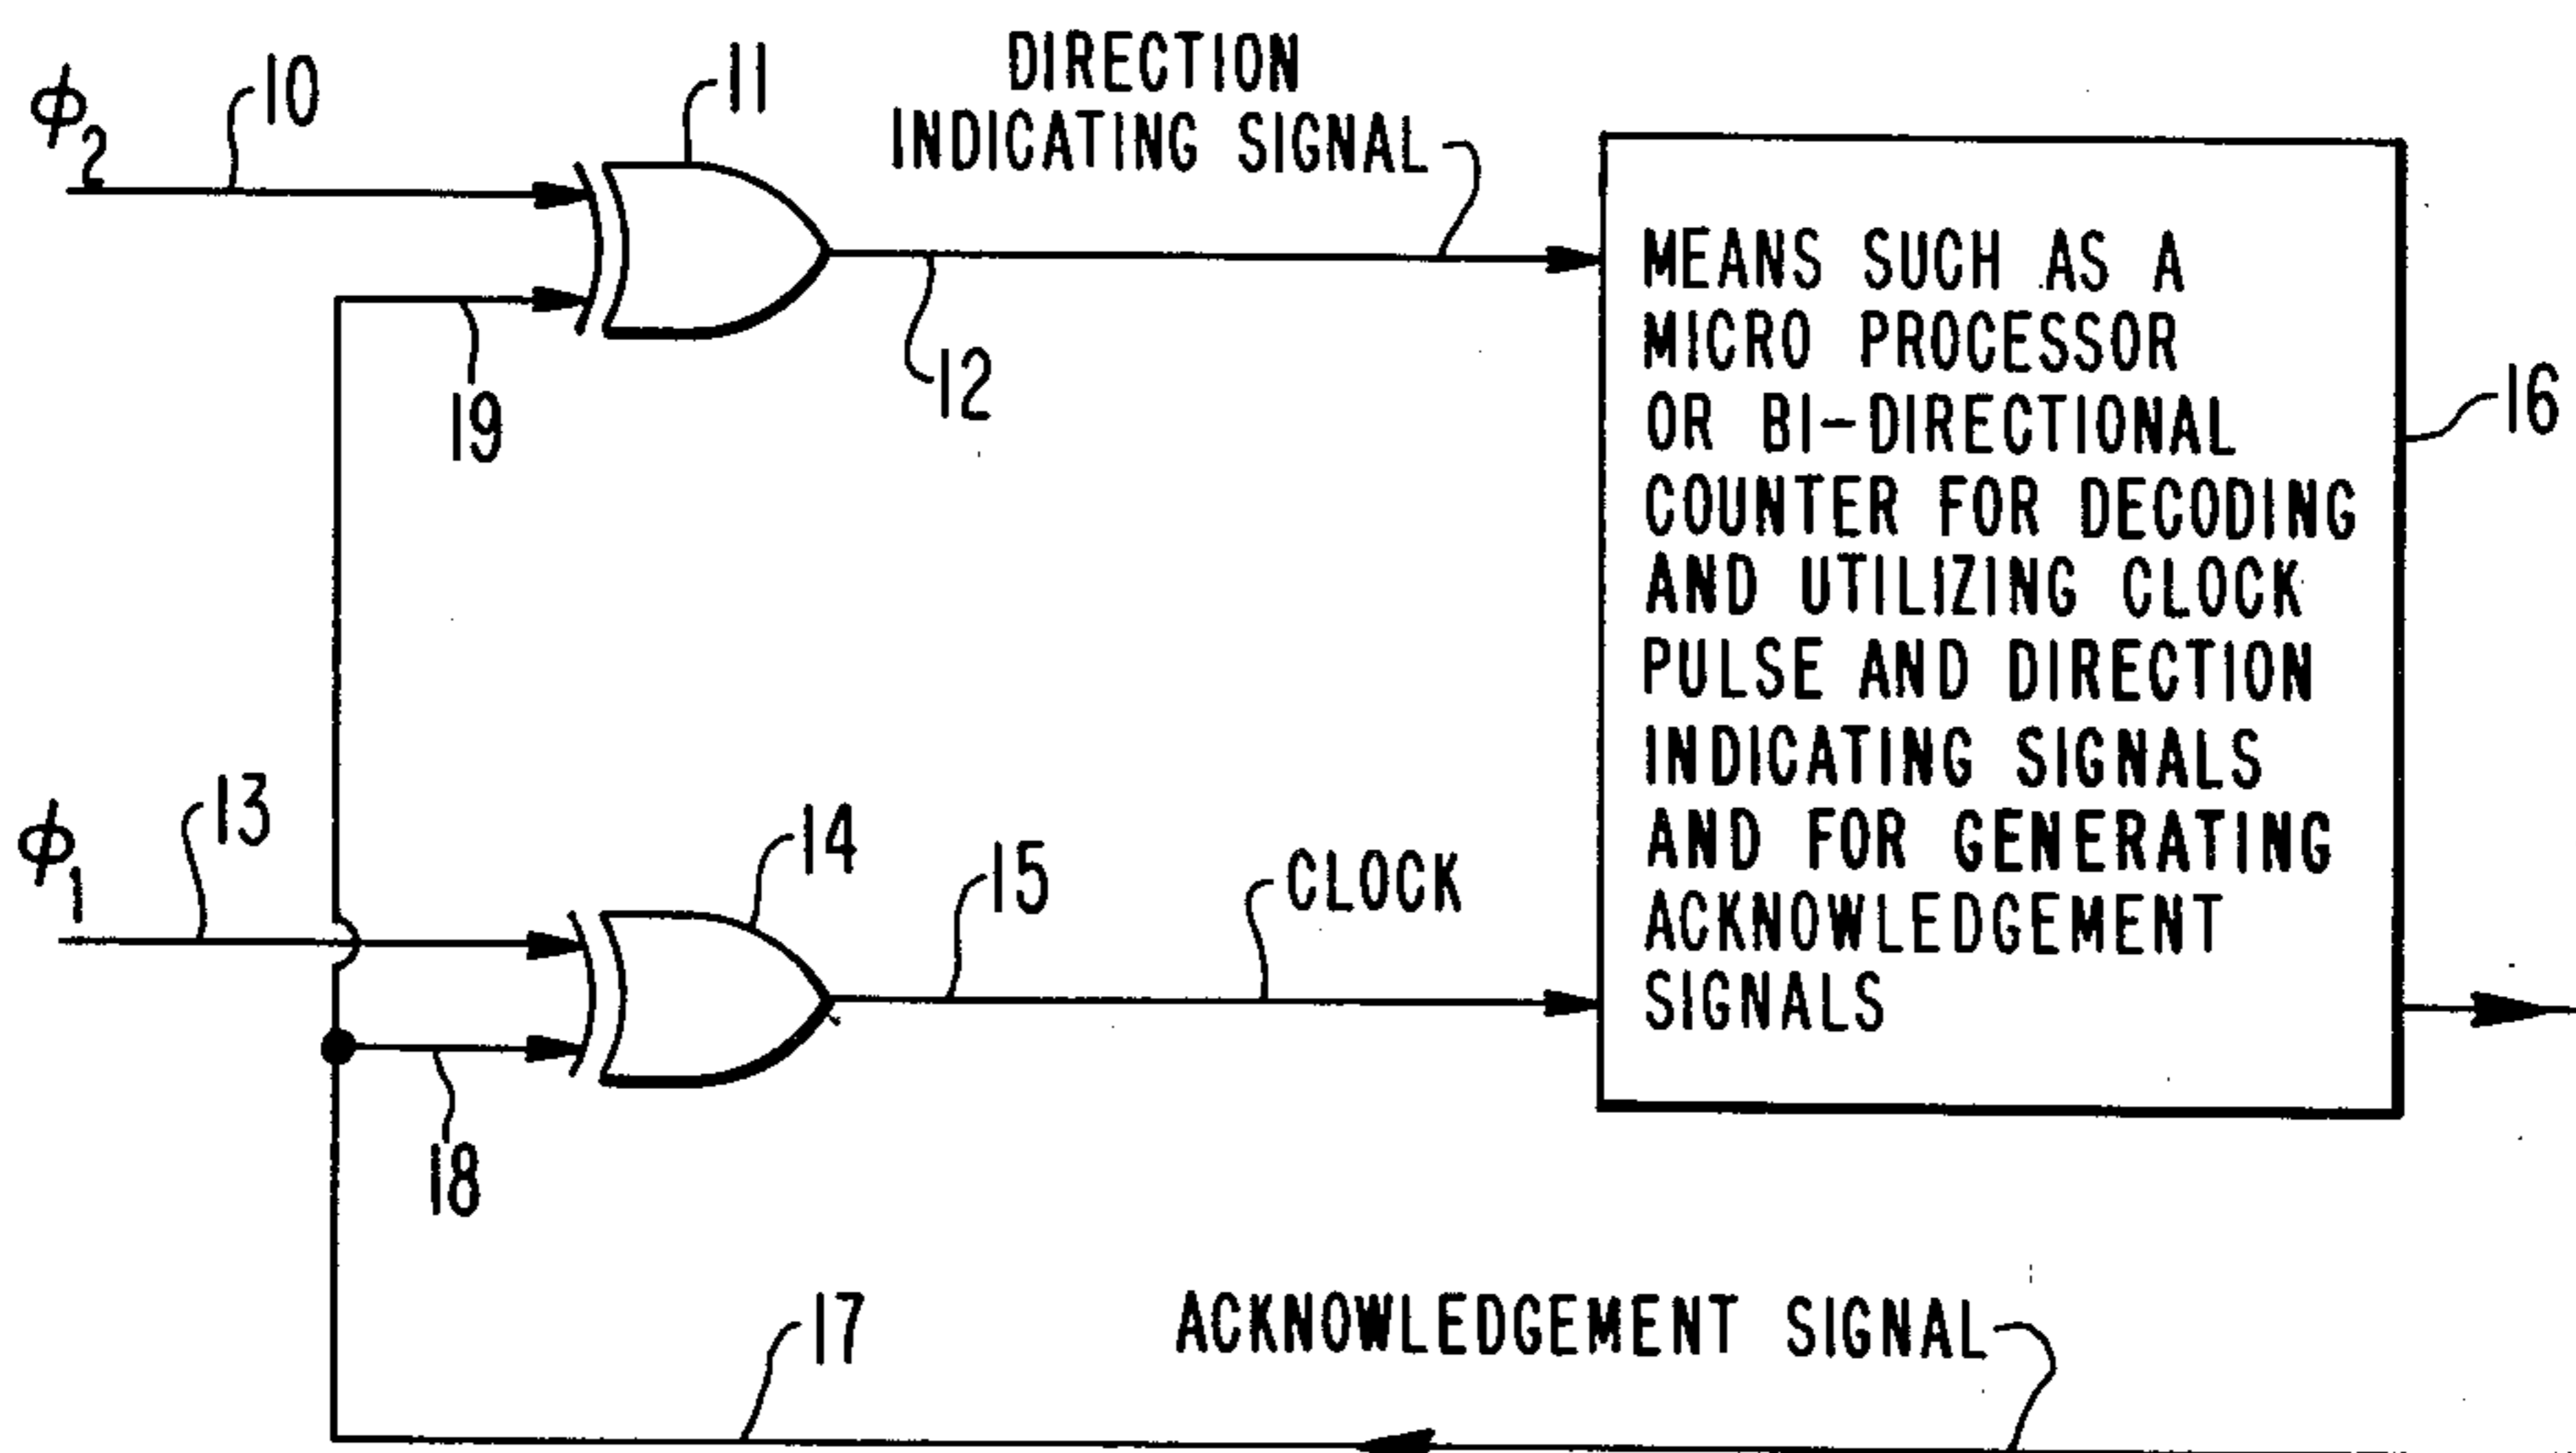 ϕ2
10
11
DIRECTION
INDICATING SIGNAL
19
12
MEANS SUCH AS A
MICRO PROCESSOR
OR BI-DIRECTIONAL
COUNTER FOR DECODING
AND UTILIZING CLOCK
PULSE AND DIRECTION
INDICATING SIGNALS
AND FOR GENERATING
ACKNOWLEDGEMENT
SIGNALS
16
ϕ1
13
14
15
CLOCK
18
17
ACKNOWLEDGEMENT SIGNAL